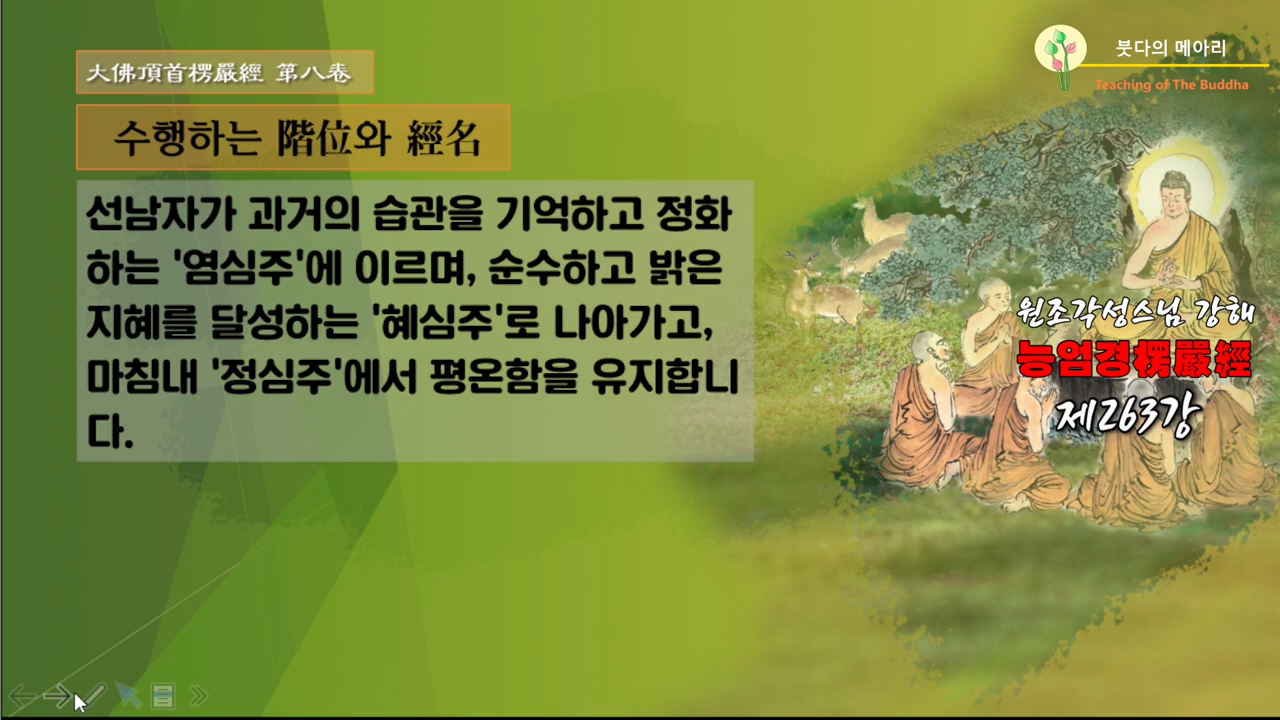 大佛頂首楞嚴經 第八卷
수행하는 階位와 經名
선남자가 과거의 습관을 기억하고 정화
하는 '염심주'에 이르며, 순수하고 밝은
지혜를 달성하는 '혜심주'로 나아가고,
마침내 '정심주'에서 평온함을 유지합니
다.
붓다의 메아리
Teaching of The Buddha
원조각성스님 강해
능엄경楞嚴經
제263강